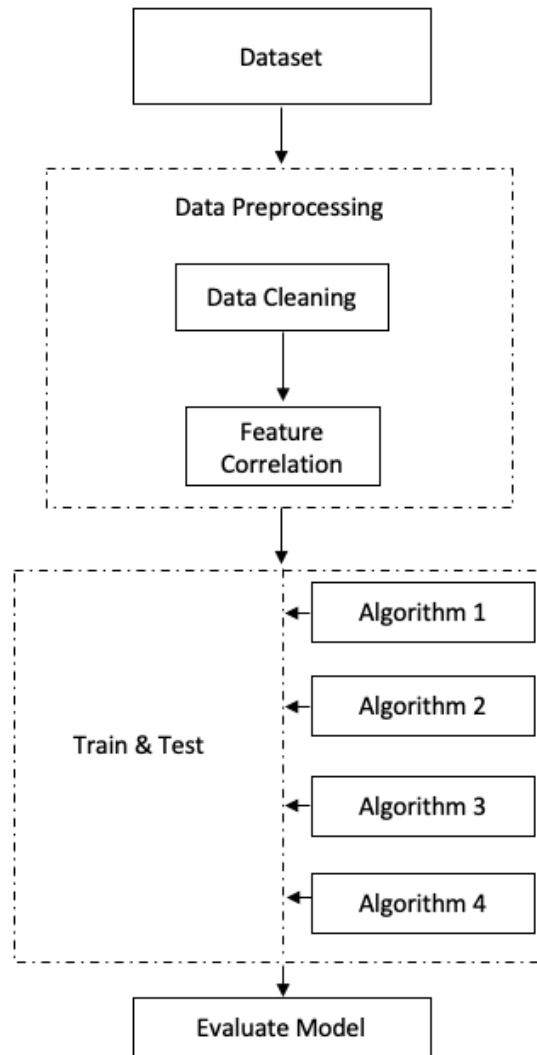 Dataset
Data Preprocessing
Data Cleaning
Feature
Correlation
Algorithm 1
Algorithm 2
Train & Test
Algorithm 3
Algorithm 4
Evaluate Model